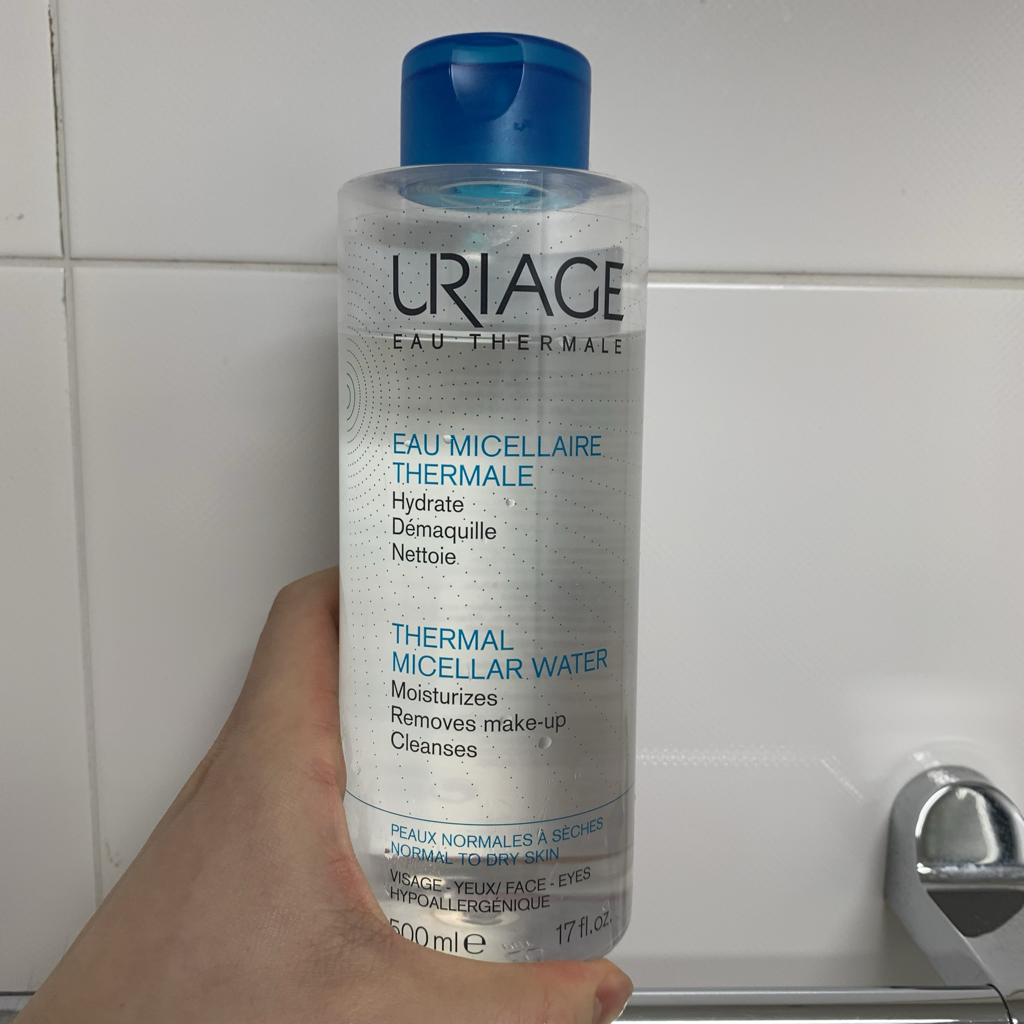 URIAGE
EAU THERMALE
EAU MICELLAIRE
THERMALE
Hydrate
Démaquille
Nettoie
THERMAL
MICELLAR WATER
Moisturizes
Removes make-up
Cleanses
PEAUX NORMALES À SÈCHES
NORMAL TO DRY SKIN
VISAGE - YEUX/ FACE - EYES
HYPOALLERGÉNIQUE
500 ml e 17 fl.oz.